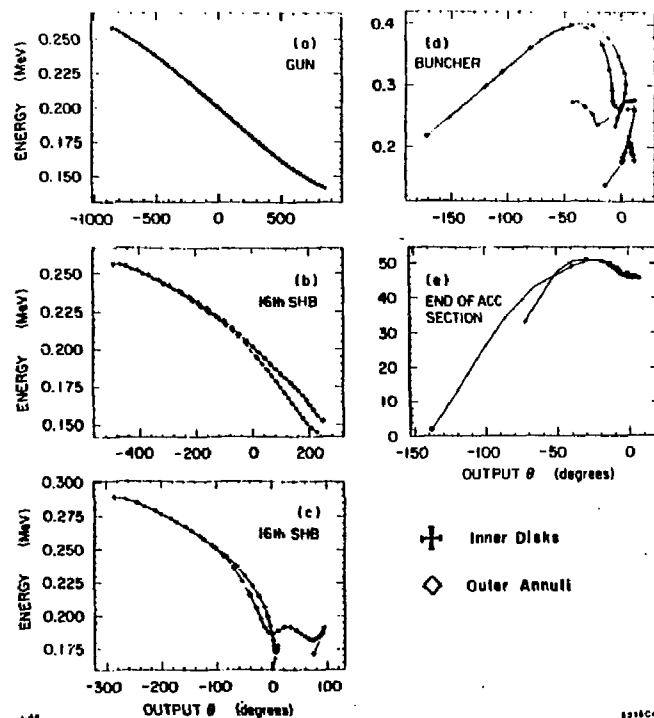 0.250
0.225
0.200
0.175
0.150
ENERGY (MeV)
(a)
GUN
-1000 -500 0 500
0.4
0.3
0.2
(d)
BUNCHER
-150 -100 -50 0
0.250
0.225
0.200
0.175
0.150
ENERGY (MeV)
(b)
16th SHB
-400 -200 0 200
50
40
30
20
10
0
(e)
END OF ACC
SECTION
-150 -100 -50 0
OUTPUT θ (degrees)
0.300
0.275
0.250
0.225
0.200
0.175
ENERGY (MeV)
(c)
16th SHB
-300 -200 -100 0 100
OUTPUT θ (degrees)
Inner Disks
Outer Annuli